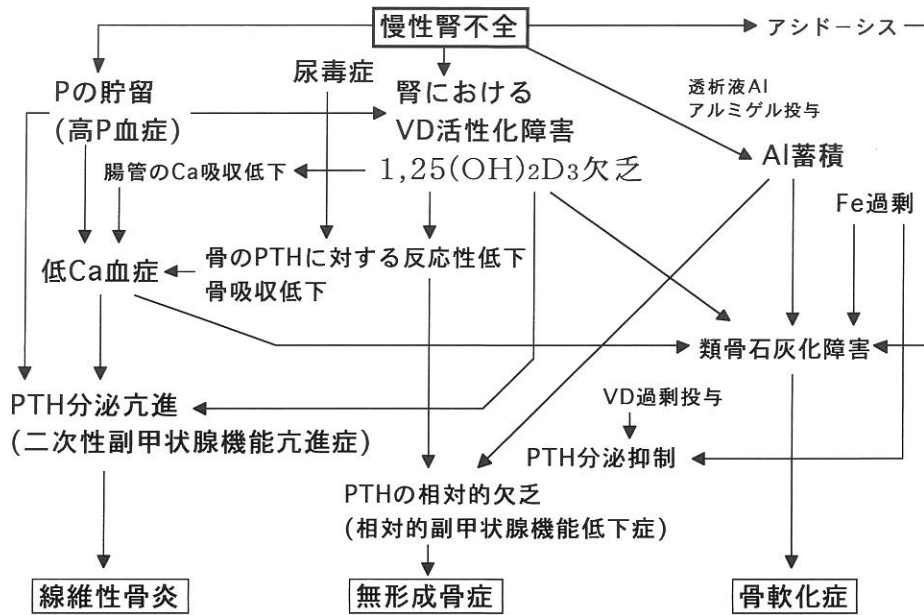 慢性腎不全
アシドーシス
尿毒症
Pの貯留
(高P血症)
腎における
VD活性化障害
1,25(OH)2D3欠乏
透析液Al
アルミゲル投与
Al蓄積
Fe過剰
腸管のCa吸収低下
低Ca血症
骨のPTHに対する反応性低下
骨吸収低下
類骨石灰化障害
PTH分泌亢進
(二次性副甲状腺機能亢進症)
VD過剰投与
PTH分泌抑制
PTHの相対的欠乏
(相対的副甲状腺機能低下症)
線維性骨炎
無形成骨症
骨軟化症